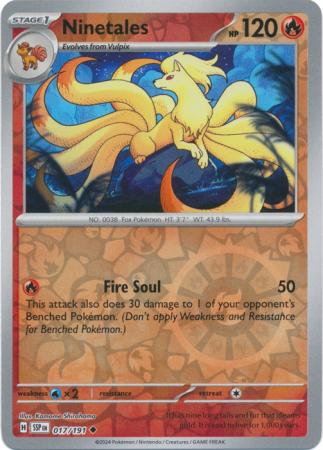 STAGE 1
Ninetales
HP 120
Evolves from Vulpix
NO. 0038 Fox Pokémon HT: 3'7" WT: 43.9 lbs.
Fire Soul 50
This attack also does 30 damage to 1 of your opponent's
Benched Pokémon. (Don't apply Weakness and Resistance
for Benched Pokémon.)
weakness ×2 resistance retreat
Illus. Kamome Shirahama
H SSP EN 017/191
It has nine long tails and fur that gleams
gold. It is said to live for 1,000 years.
©2024 Pokémon / Nintendo / Creatures / GAME FREAK